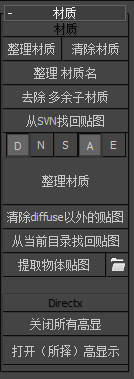 - 材质
材质
整理材质 清除材质
整理 材质名
去除 多余子材质
从SVN找回贴图
D N S A E
整理材质
清除diffuse以外的贴图
从当前目录找回贴图
提取物体贴图
Directx
关闭所有高显
打开（所择）高显示